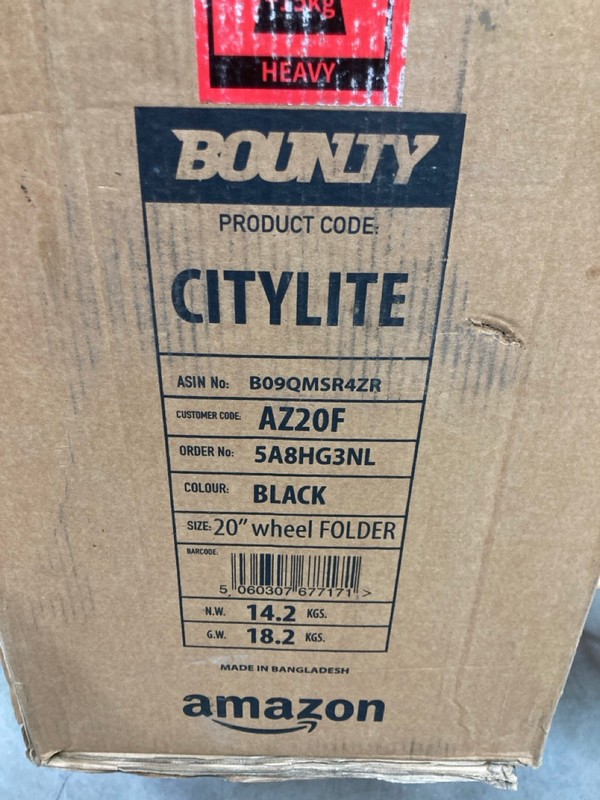 HEAVY
BOUNTY
PRODUCT CODE:
CITYLITE
ASIN No: B09QMSR4ZR
CUSTOMER CODE: AZ20F
ORDER No: 5A8HG3NL
COLOUR: BLACK
SIZE: 20” wheel FOLDER
BARCODE:
5 060307 677171 >
N.W. 14.2 KGS.
G.W. 18.2 KGS.
MADE IN BANGLADESH
amazon